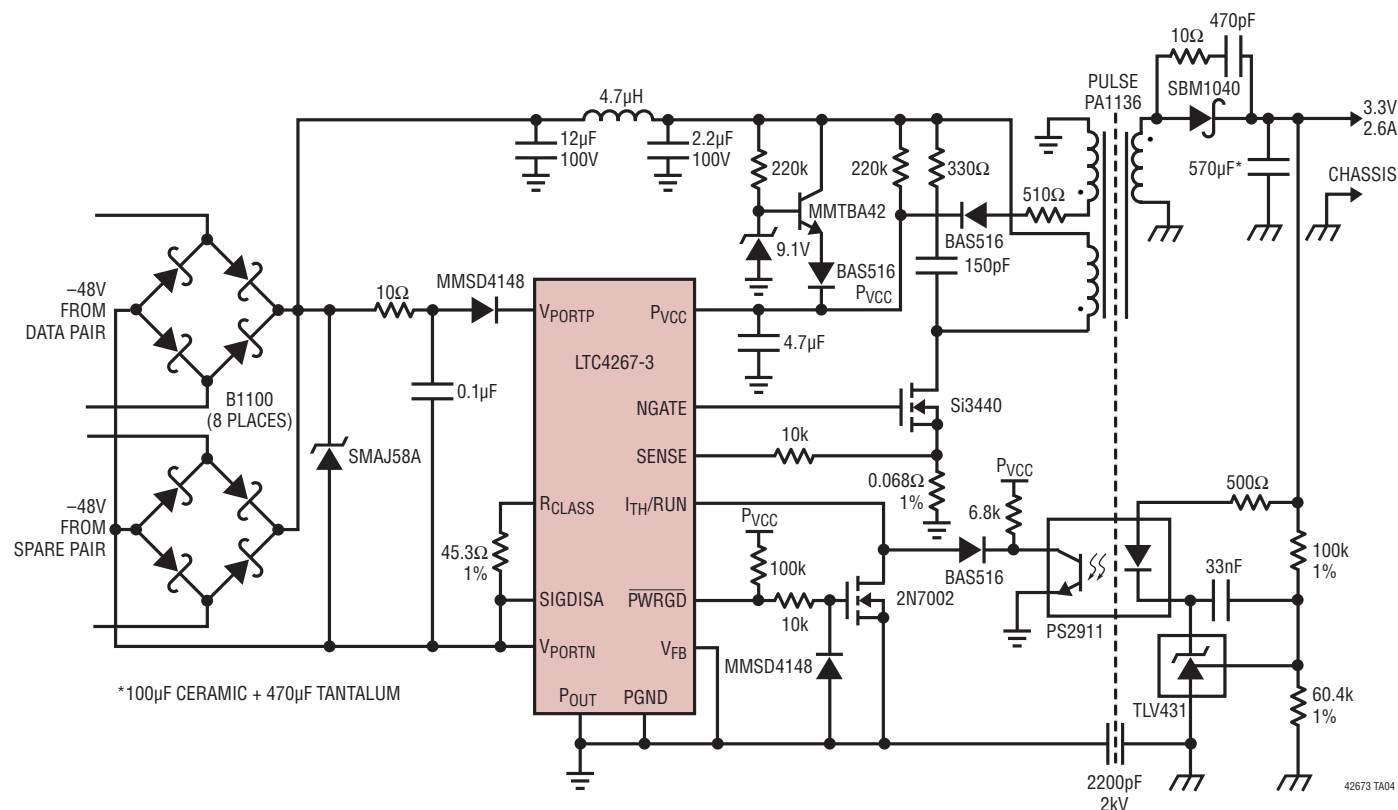 470pF
10Ω
PULSE
PA1136
SBM1040
4.7µH
3.3V
2.6A
12µF
100V
2.2µF
100V
220k
220k
330Ω
570µF*
CHASSIS
510Ω
MMTBA42
BAS516
9.1V
BAS516
150pF
PVCC
–48V
FROM
DATA PAIR
10Ω
MMSD4148
VPORTP
PVCC
LTC4267-3
4.7µF
0.1µF
B1100
(8 PLACES)
NGATE
Si3440
SMAJ58A
SENSE
10k
0.068Ω
1%
PVCC
–48V
FROM
SPARE PAIR
RCLASS
ITH/RUN
6.8k
500Ω
45.3Ω
1%
PVCC
100k
BAS516
33nF
100k
1%
SIGDISA
PWRGD
10k
2N7002
PS2911
VPORTN
VFB
MMSD4148
*100µF CERAMIC + 470µF TANTALUM
POUT
PGND
TLV431
60.4k
1%
2200pF
2kV
42673 TA04